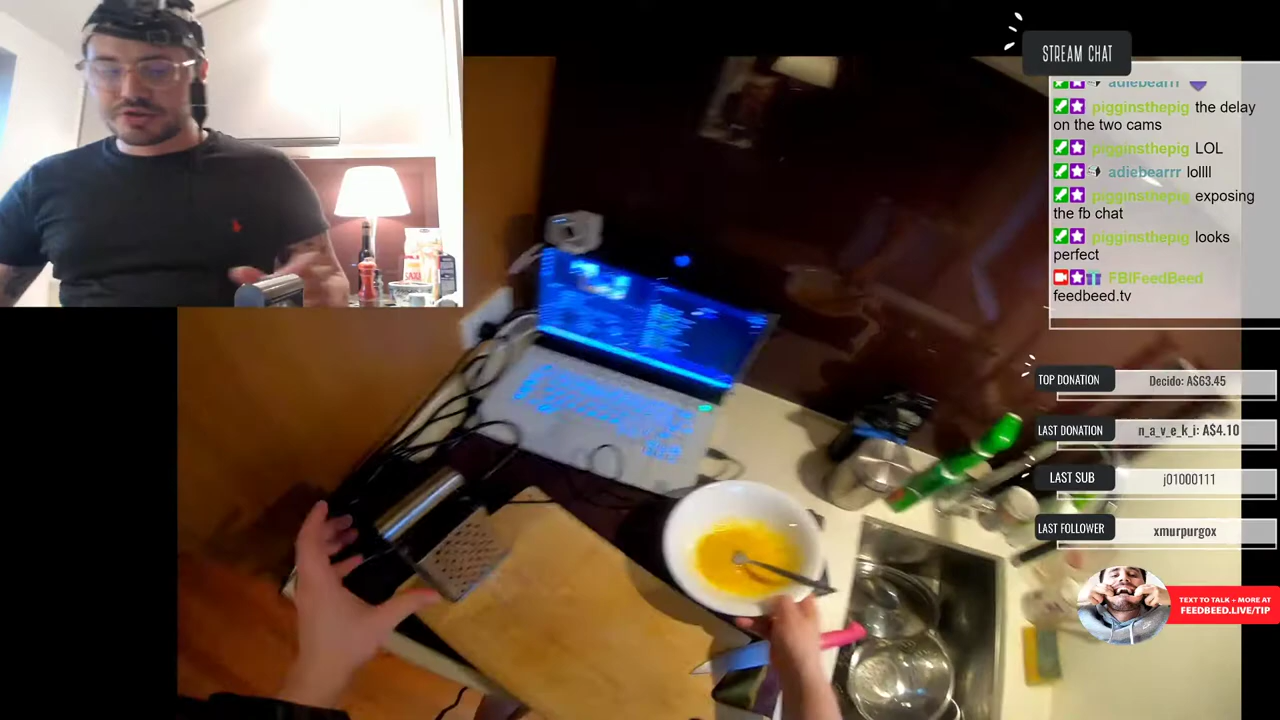 STREAM CHAT
adiebearrr
pigginsthepig the delay
on the two cams
pigginsthepig LOL
adiebearrr lollll
pigginsthepig exposing
the fb chat
pigginsthepig looks
perfect
FBIFeedBeed
feedbeed.tv
TOP DONATION
Decido: A$63.45
LAST DONATION
n_a_v_e_k_i: A$4.10
LAST SUB
j01000111
LAST FOLLOWER
xmurpurgox
TEXT TO TALK + MORE AT
FEEDBEED.LIVE/TIP